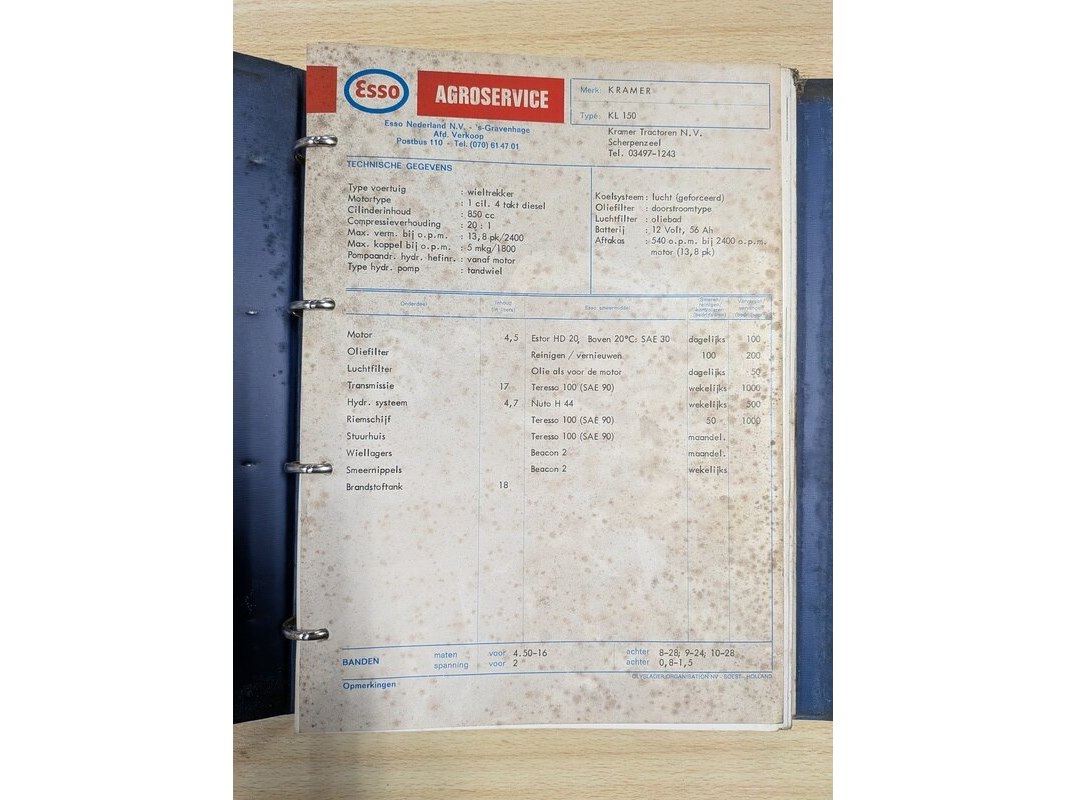 Esso
AGROSERVICE
Merk: KRAMER
Type: KL 150
Esso Nederland N.V. - 's-Gravenhage
Afd. Verkoop
Postbus 110 - Tel. (070) 61 47 01
Kramer Tractoren N.V.
Scherpenzeel
Tel. 03497-1243
TECHNISCHE GEGEVENS
Type voertuig : wieltrekker
Motortype : 1 cil. 4 takt diesel
Cilinderinhoud : 850 cc
Compressieverhouding : 20 : 1
Max. verm. bij o.p.m. : 13,8 pk/2400
Max. koppel bij o.p.m. : 5 mkg/1800
Pompaandr. hydr. hefinr. : vanaf motor
Type hydr. pomp : tandwiel
Koelsysteem : lucht (geforceerd)
Oliefilter : doorstroomtype
Luchtfilter : oliebad
Batterij : 12 Volt, 56 Ah
Aftakas : 540 o.p.m. bij 2400 o.p.m.
motor (13,8 pk)
Onderdeel Inhoud (in liters) Esso smeermiddel
Motor 4,5 Estor HD 20, Boven 20°C: SAE 30 dagelijks 100
Oliefilter Reinigen / vernieuwen 100 200
Luchtfilter Olie als voor de motor dagelijks 50
Transmissie 17 Teresso 100 (SAE 90) wekelijks 1000
Hydr. systeem 4,7 Nuto H 44 wekelijks 500
Riemschijf Teresso 100 (SAE 90) 50 1000
Stuurhuis Teresso 100 (SAE 90) maandel.
Wiellagers Beacon 2 maandel.
Smeernippels Beacon 2 wekelijks
Brandstoftank 18
BANDEN maten voor 4.50-16 achter 8-28; 9-24; 10-28
spanning voor 2 achter 0,8-1,5
OLYSLAGER ORGANISATION NV - SOEST - HOLLAND
Opmerkingen